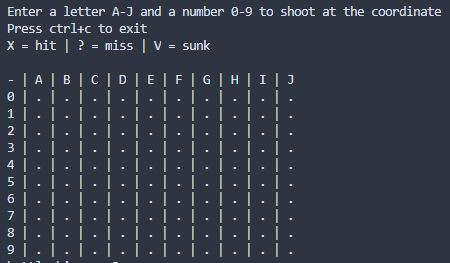 Enter a letter A-J and a number 0-9 to shoot at the coordinate
Press ctrl+c to exit
X = hit | ? = miss | V = sunk
- | A | B | C | D | E | F | G | H | I | J
0 | . | . | . | . | . | . | . | . | . | .
1 | . | . | . | . | . | . | . | . | . | .
2 | . | . | . | . | . | . | . | . | . | .
3 | . | . | . | . | . | . | . | . | . | .
4 | . | . | . | . | . | . | . | . | . | .
5 | . | . | . | . | . | . | . | . | . | .
6 | . | . | . | . | . | . | . | . | . | .
7 | . | . | . | . | . | . | . | . | . | .
8 | . | . | . | . | . | . | . | . | . | .
9 | . | . | . | . | . | . | . | . | . | .